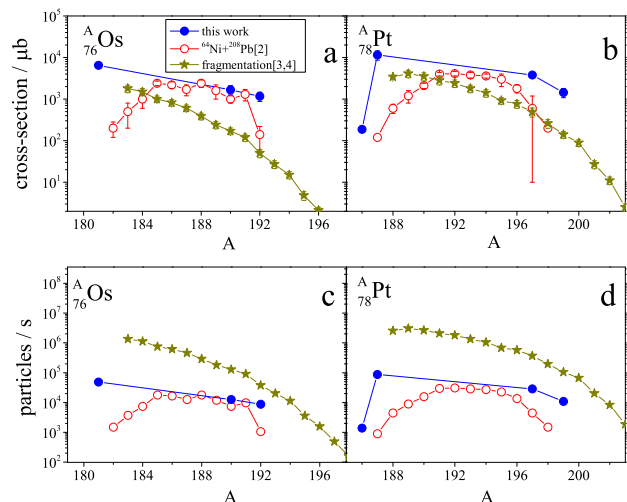 A
76Os
this work
64Ni+208Pb[2]
fragmentation[3,4]
a
A
78Pt
b
cross-section / μb
10^5
10^4
10^3
10^2
10^1
180 184 188 192 196
188 192 196 200
A
A
A
76Os
c
A
78Pt
d
particles / s
10^8
10^7
10^6
10^5
10^4
10^3
10^2
180 184 188 192 196
188 192 196 200
A
A